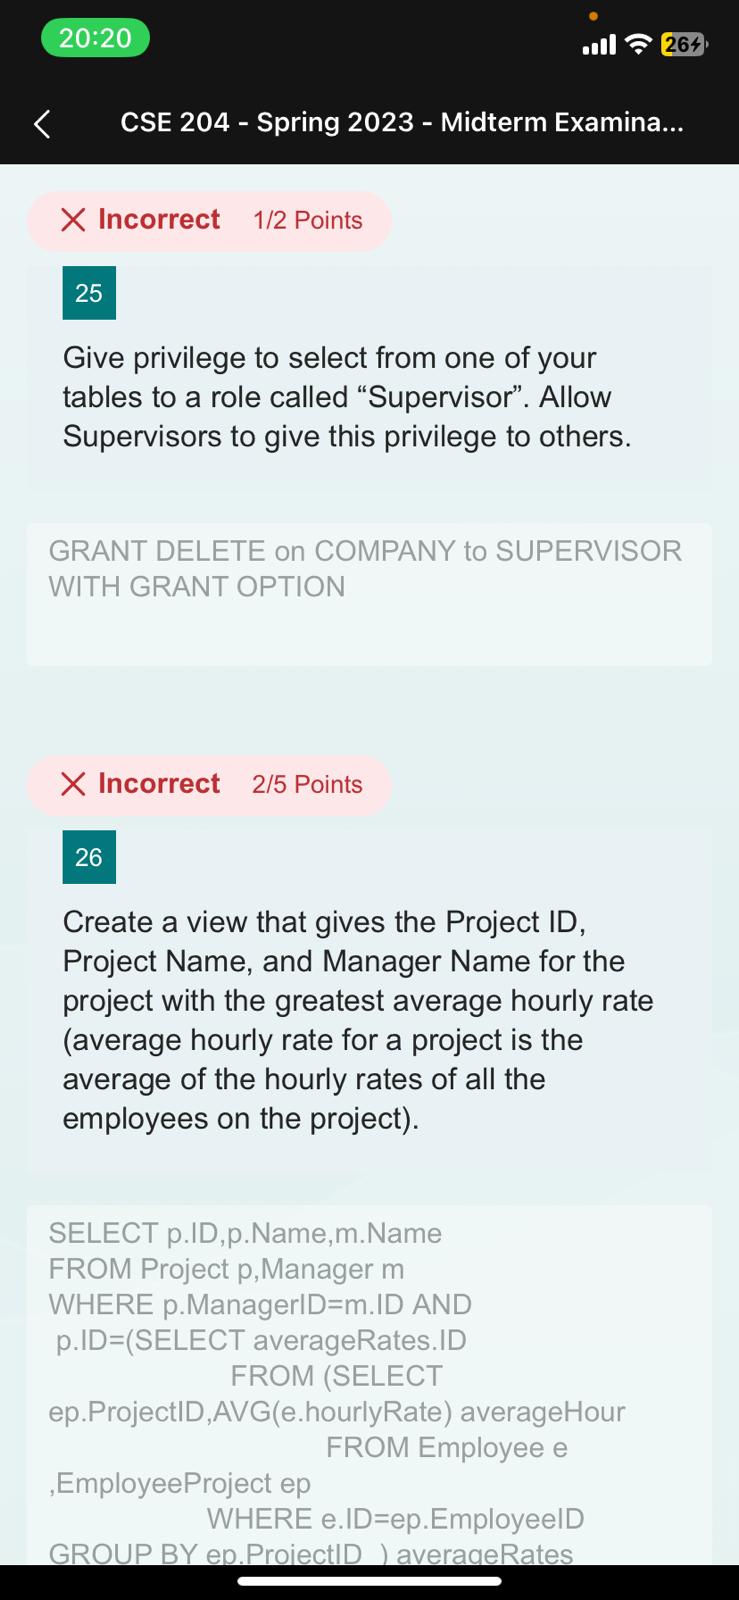 20:20
26
CSE 204 - Spring 2023 - Midterm Examina...
Incorrect 1/2 Points
25
Give privilege to select from one of your
tables to a role called “Supervisor”. Allow
Supervisors to give this privilege to others.
GRANT DELETE on COMPANY to SUPERVISOR
WITH GRANT OPTION
Incorrect 2/5 Points
26
Create a view that gives the Project ID,
Project Name, and Manager Name for the
project with the greatest average hourly rate
(average hourly rate for a project is the
average of the hourly rates of all the
employees on the project).
SELECT p.ID,p.Name,m.Name
FROM Project p,Manager m
WHERE p.ManagerID=m.ID AND
p.ID=(SELECT averageRates.ID
FROM (SELECT
ep.ProjectID,AVG(e.hourlyRate) averageHour
FROM Employee e
,EmployeeProject ep
WHERE e.ID=ep.EmployeeID
GROUP BY ep.ProjectID ) averageRates